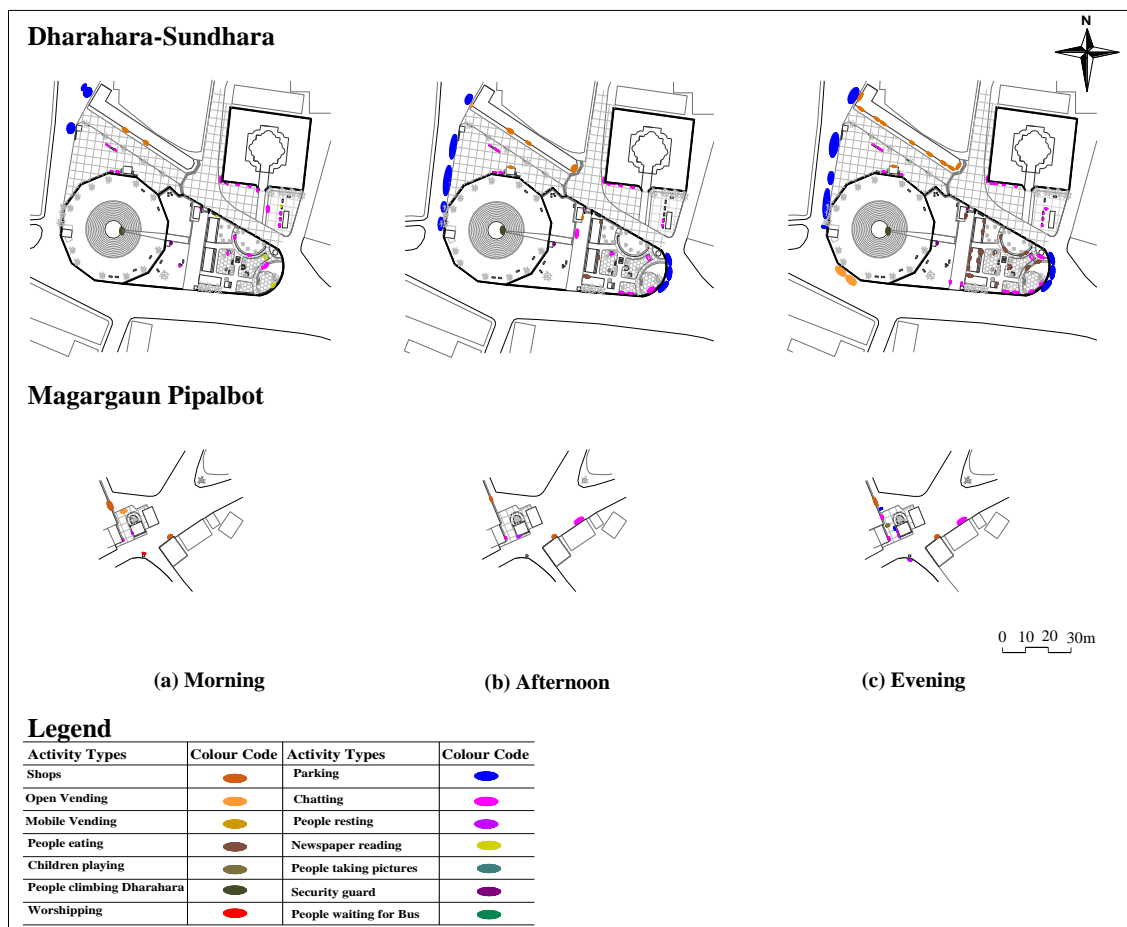 N
Dharahara-Sundhara
Magargaun Pipalbot
0 10 20 30m
(a) Morning (b) Afternoon (c) Evening
Legend
Activity Types Colour Code Activity Types Colour Code
Shops Parking
Open Vending Chatting
Mobile Vending People resting
People eating Newspaper reading
Children playing People taking pictures
People climbing Dharahara Security guard
Worshipping People waiting for Bus